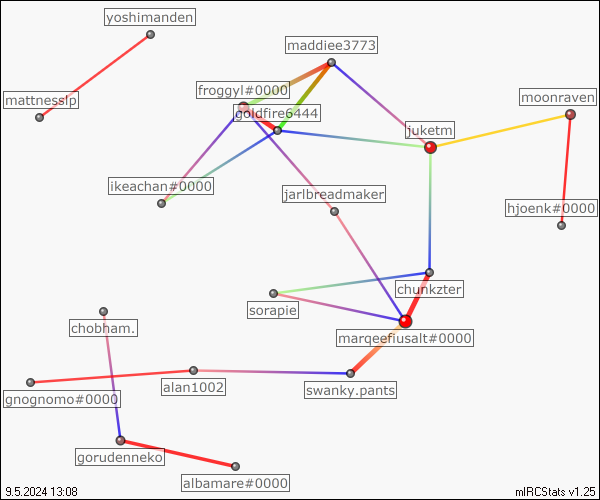 yoshimanden
maddiee3773
froggyl#0000
mattnesslp
moonraven
goldfire6444
juketm
ikeachan#0000
jarlbreadmaker
hjoenk#0000
chunkzter
sorapie
chobham.
marqeefiusalt#0000
alan1002
swanky.pants
gnognomo#0000
gorudenneko
albamare#0000
9.5.2024 13:08
mIRCStats v1.25